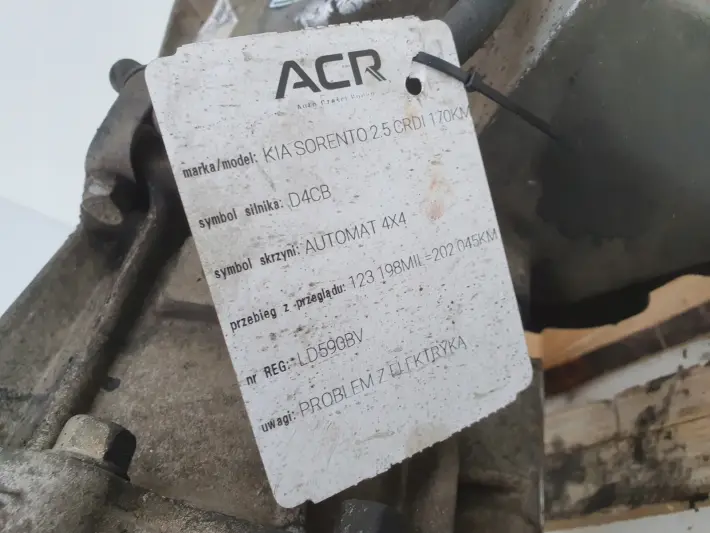 ACR
marka/model: KIA SORENTO 2.5 CRDI 170KM
symbol silnika: D4CB
symbol skrzyni: AUTOMAT 4X4
przebieg z przeglądu: 123 198MIL=202 045KM
nr REG: LD59GBV
uwagi: PROBLEM Z ELEKTRYKĄ